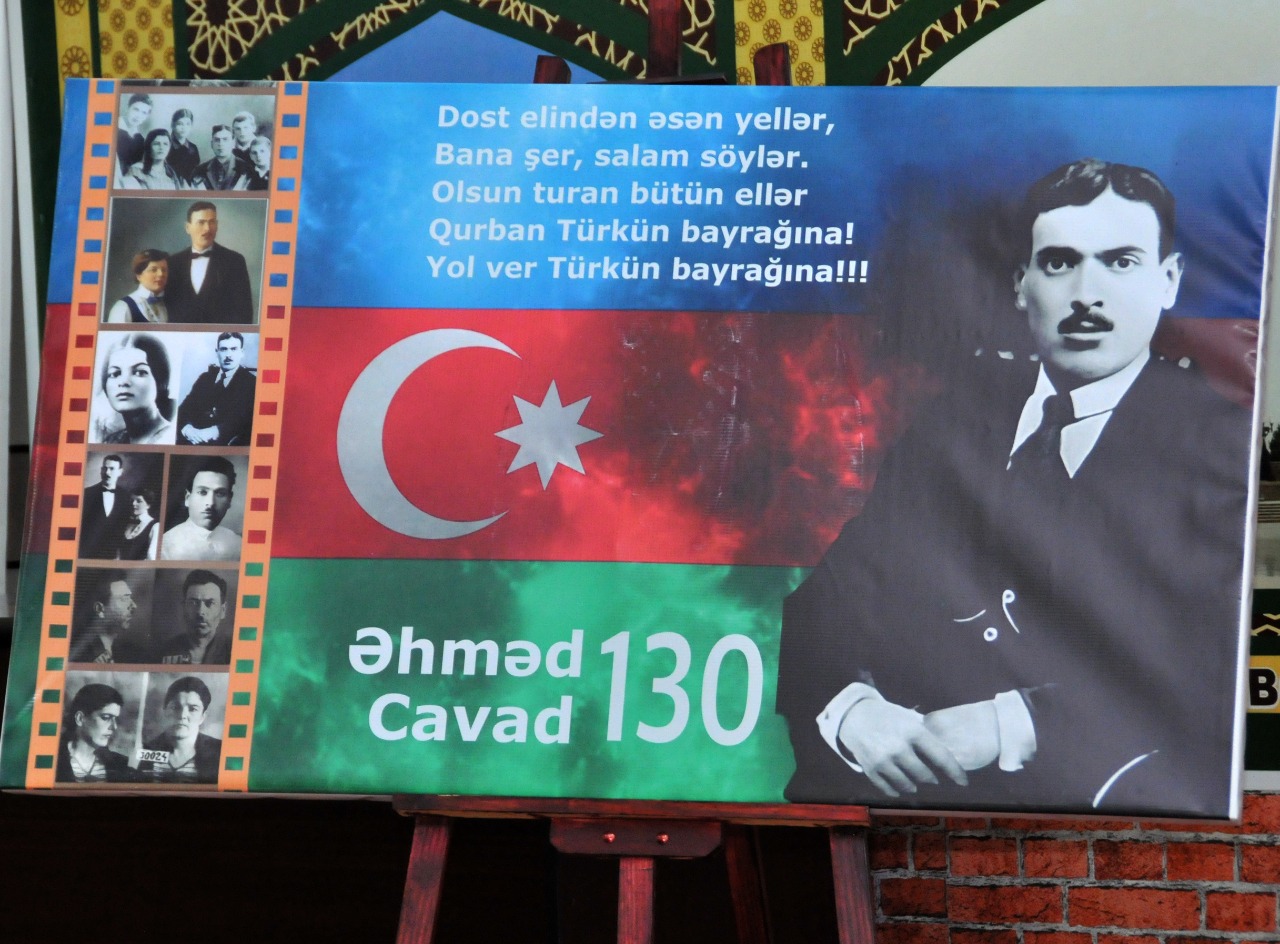 Dost elindən əsən yellər,
Bana şer, salam söylər.
Olsun turan bütün ellər
Qurban Türkün bayrağına!
Yol ver Türkün bayrağına!!!
Əhməd
Cavad
130
30024
B